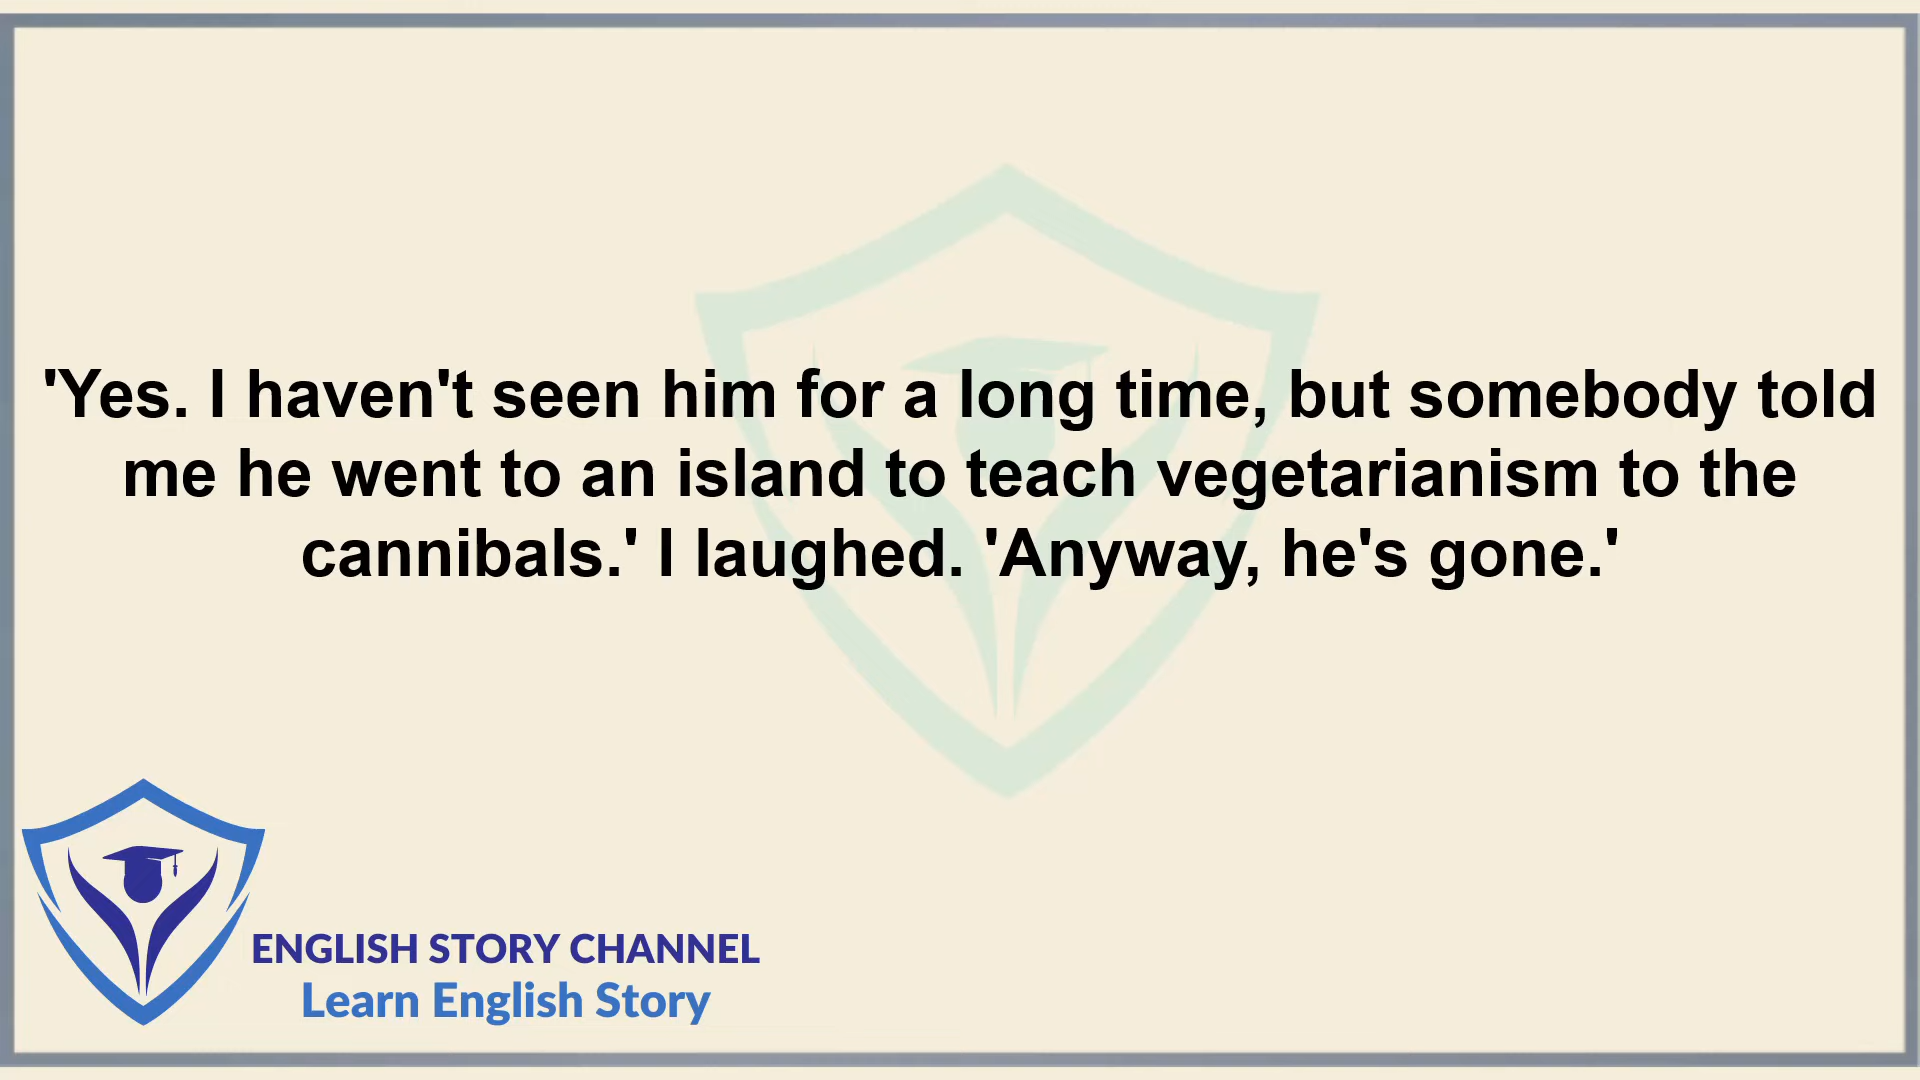 'Yes. I haven't seen him for a long time, but somebody told
me he went to an island to teach vegetarianism to the
cannibals.' I laughed. 'Anyway, he's gone.'
ENGLISH STORY CHANNEL
Learn English Story